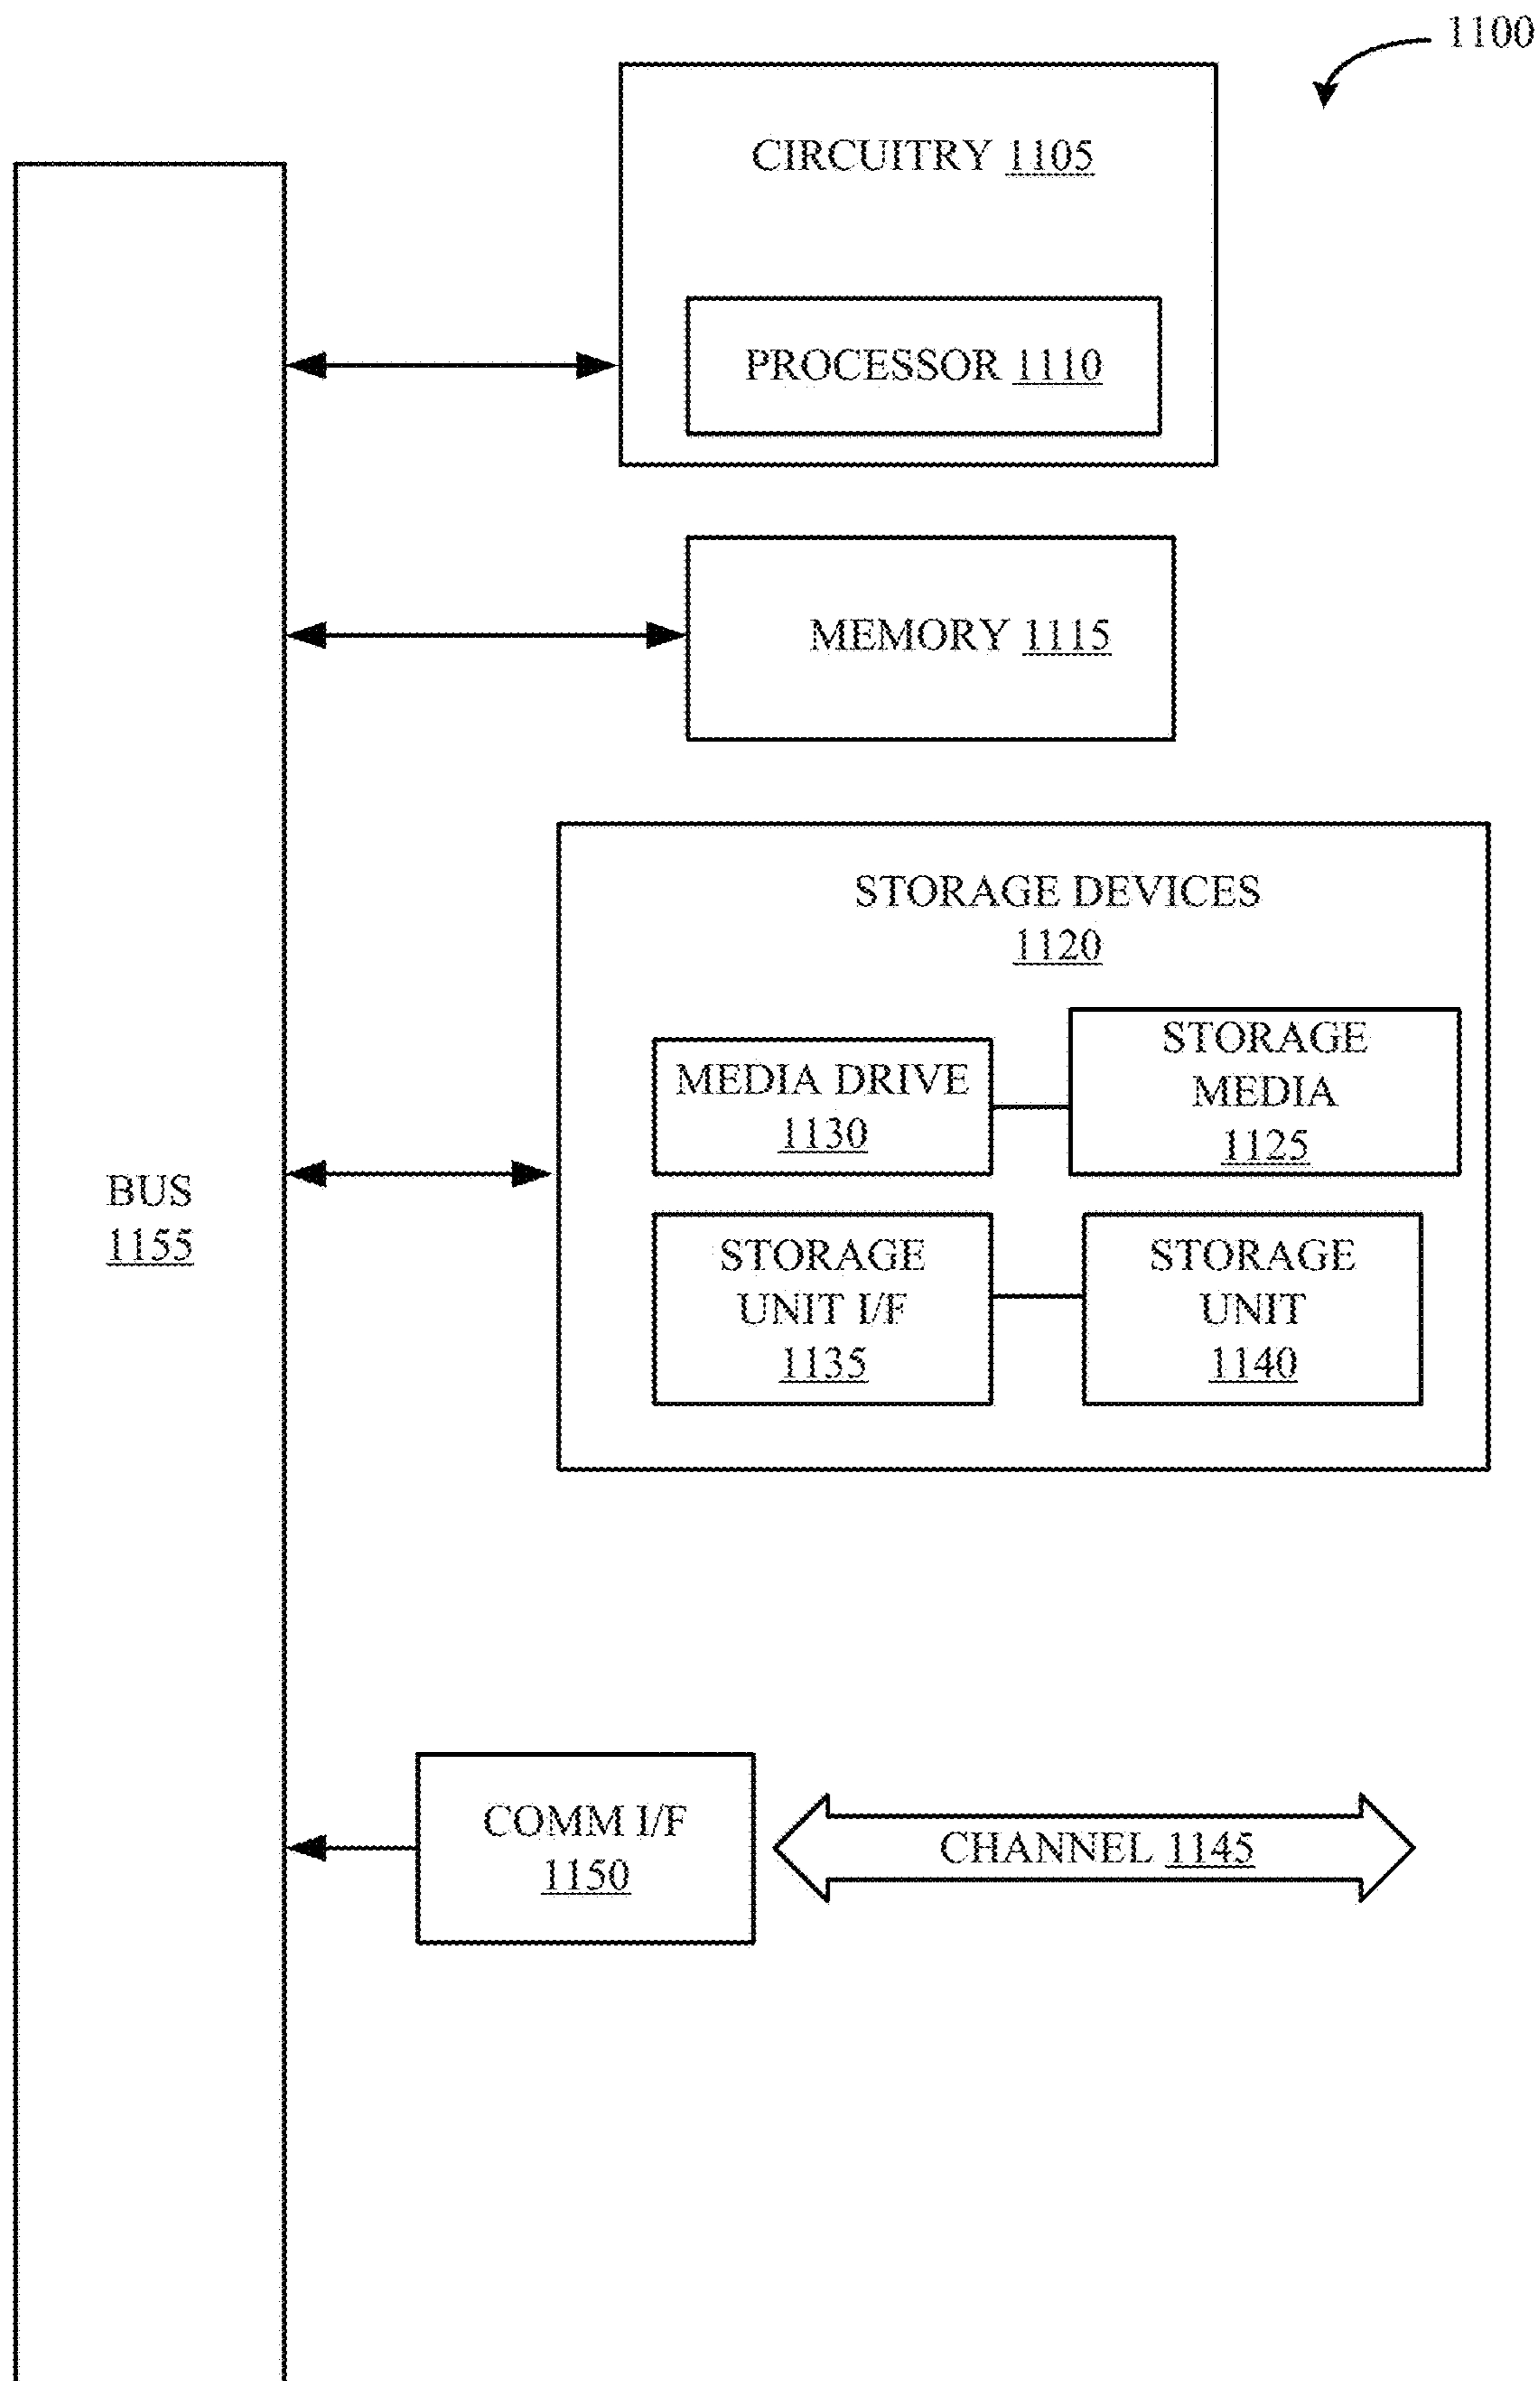 1100
CIRCUITRY 1105
PROCESSOR 1110
MEMORY 1115
STORAGE DEVICES
1120
MEDIA DRIVE
1130
STORAGE
MEDIA
1125
STORAGE
UNIT I/F
1135
STORAGE
UNIT
1140
BUS
1155
COMM I/F
1150
CHANNEL 1145